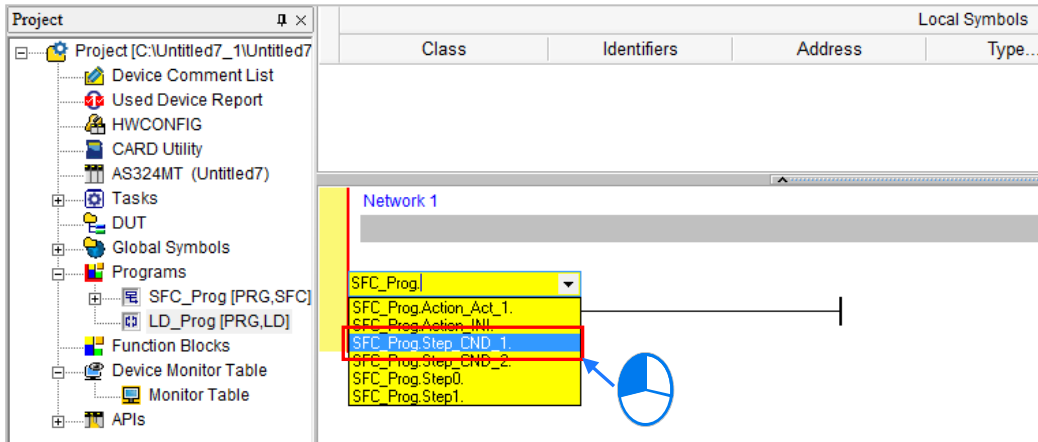 Project
Project [C:\Untitled7_1\Untitled7
Device Comment List
Used Device Report
HWCONFIG
CARD Utility
AS324MT (Untitled7)
Tasks
DUT
Global Symbols
Programs
SFC_Prog [PRG,SFC]
LD_Prog [PRG,LD]
Function Blocks
Device Monitor Table
Monitor Table
APIs
Local Symbols
Class Identifiers Address Type...
Network 1
SFC_Prog.
SFC_Prog.Action_Act_1.
SFC_Prog.Action_INI.
SFC_Prog.Step_CND_1.
SFC_Prog.Step_CND_2.
SFC_Prog.Step0.
SFC_Prog.Step1.